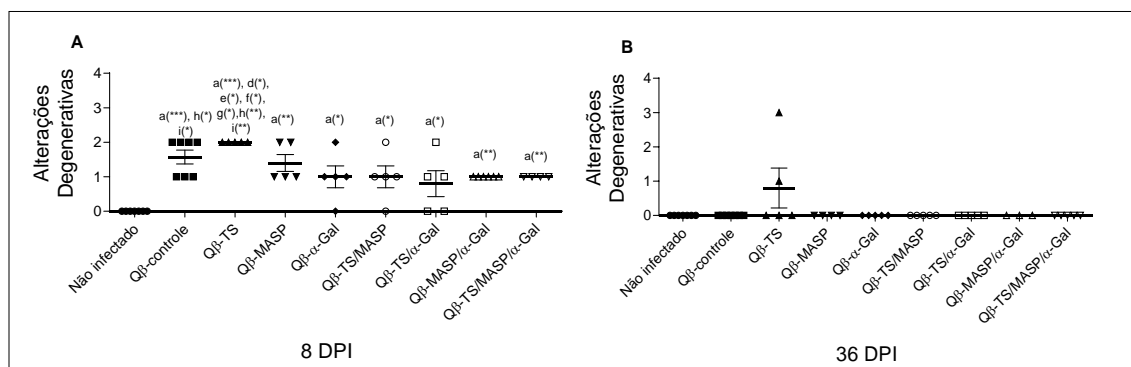 A
Alterações
Degenerativas
4
3
2
1
0
a(***), h(*)
i(*)
a(***), d(*),
e(*), f(*),
g(*),h(**),
i(**)
a(**)
a(*)
a(*)
a(*)
a(**)
a(**)
Não infectado
Qβ-controle
Qβ-TS
Qβ-MASP
Qβ-α-Gal
Qβ-TS/MASP
Qβ-TS/α-Gal
Qβ-MASP/α-Gal
Qβ-TS/MASP/α-Gal
8 DPI
B
Alterações
Degenerativas
4
3
2
1
0
Não infectado
Qβ-controle
Qβ-TS
Qβ-MASP
Qβ-α-Gal
Qβ-TS/MASP
Qβ-TS/α-Gal
Qβ-MASP/α-Gal
Qβ-TS/MASP/α-Gal
36 DPI